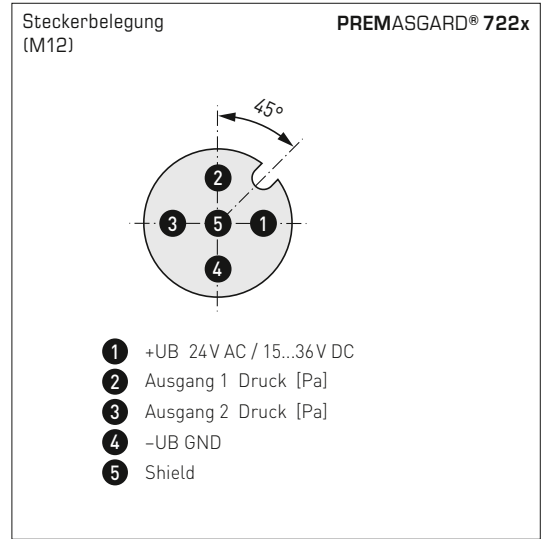 Steckerbelegung PREMASGARD® 722x
(M12)
45°
2
3 5 1
4
1 +UB 24 V AC / 15...36 V DC
2 Ausgang 1 Druck [Pa]
3 Ausgang 2 Druck [Pa]
4 –UB GND
5 Shield